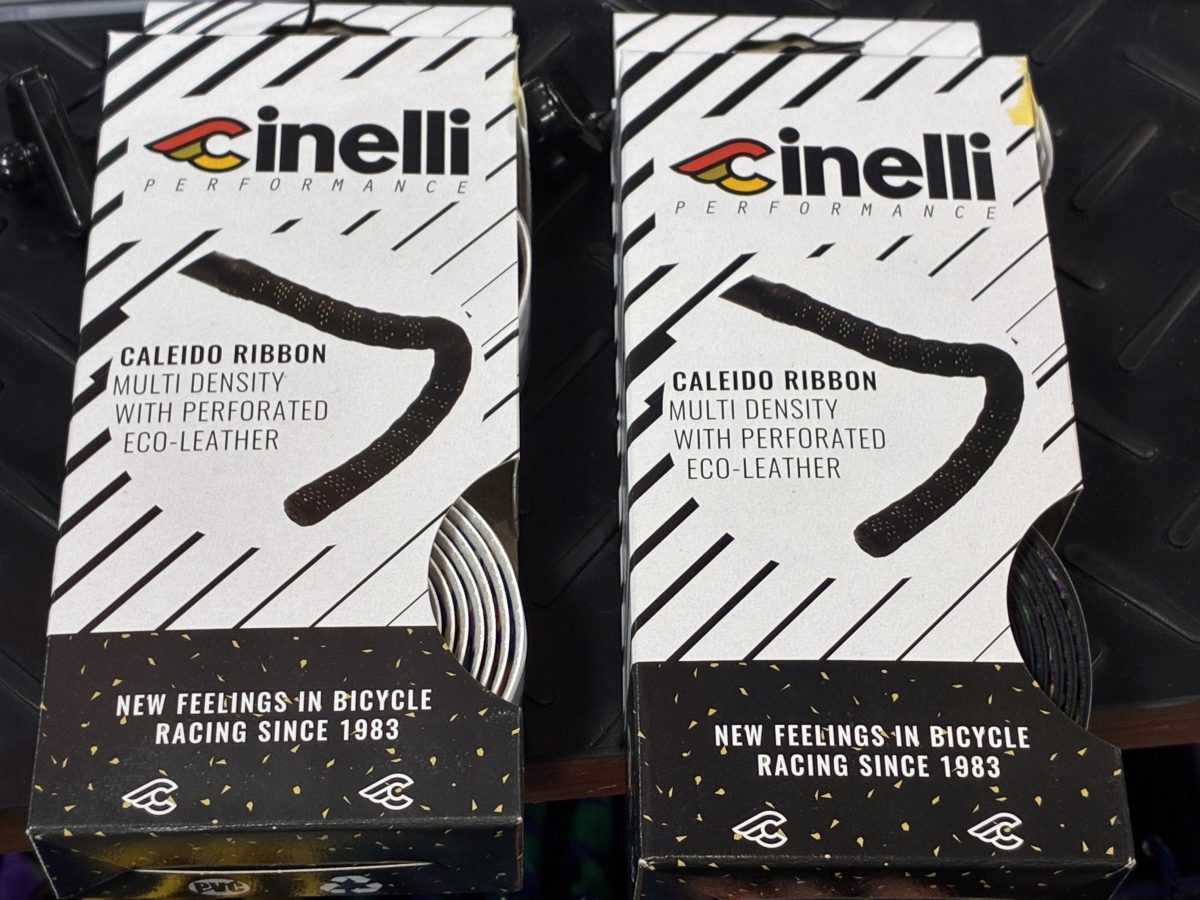 cinelli
PERFORMANCE
CALEIDO RIBBON
MULTI DENSITY
WITH PERFORATED
ECO-LEATHER
NEW FEELINGS IN BICYCLE
RACING SINCE 1983
PVC
cinelli
PERFORMANCE
CALEIDO RIBBON
MULTI DENSITY
WITH PERFORATED
ECO-LEATHER
NEW FEELINGS IN BICYCLE
RACING SINCE 1983